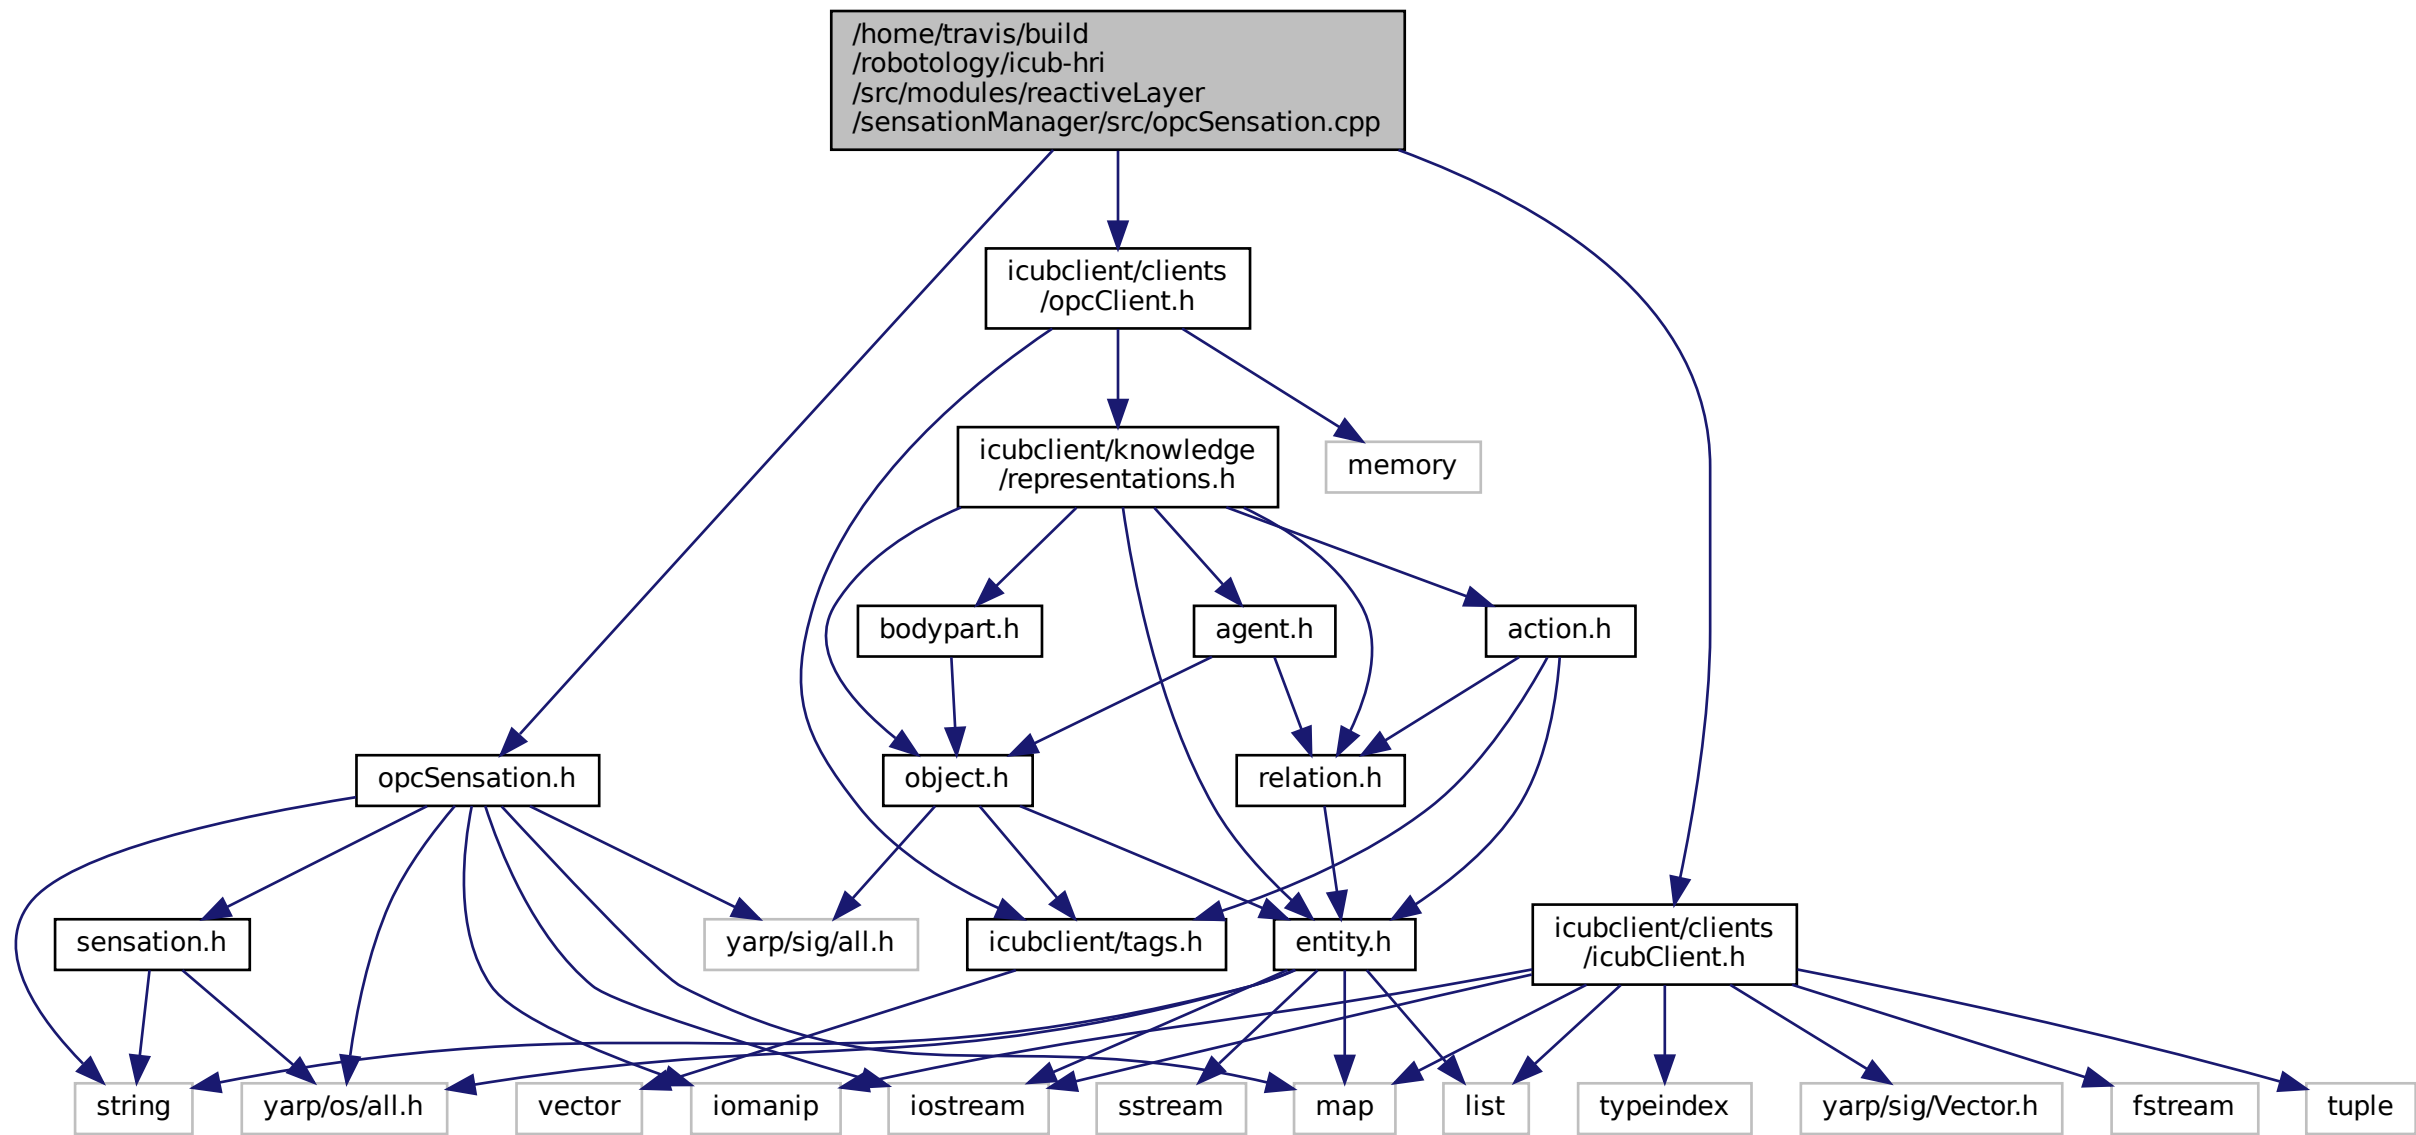 /home/travis/build
/robotology/icub-hri
/src/modules/reactiveLayer
/sensationManager/src/opcSensation.cpp
icubclient/clients
/opcClient.h
icubclient/knowledge
/representations.h
memory
bodypart.h
agent.h
action.h
opcSensation.h
object.h
relation.h
sensation.h
yarp/sig/all.h
icubclient/tags.h
entity.h
icubclient/clients
/icubClient.h
string
yarp/os/all.h
vector
iomanip
iostream
sstream
map
list
typeindex
yarp/sig/Vector.h
fstream
tuple